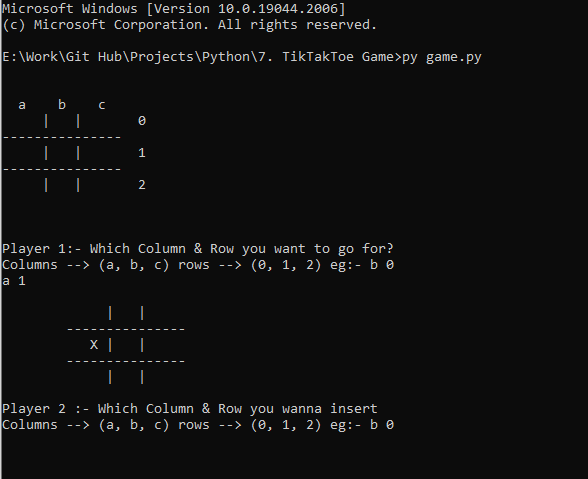 Microsoft Windows [Version 10.0.19044.2006]
(c) Microsoft Corporation. All rights reserved.
E:\Work\Git Hub\Projects\Python\7. TikTakToe Game>py game.py
a b c
| | 0
---------------
| | 1
---------------
| | 2
Player 1:- Which Column & Row you want to go for?
Columns --> (a, b, c) rows --> (0, 1, 2) eg:- b 0
a 1
| |
---------------
X | |
---------------
| |
Player 2 :- Which Column & Row you wanna insert
Columns --> (a, b, c) rows --> (0, 1, 2) eg:- b 0